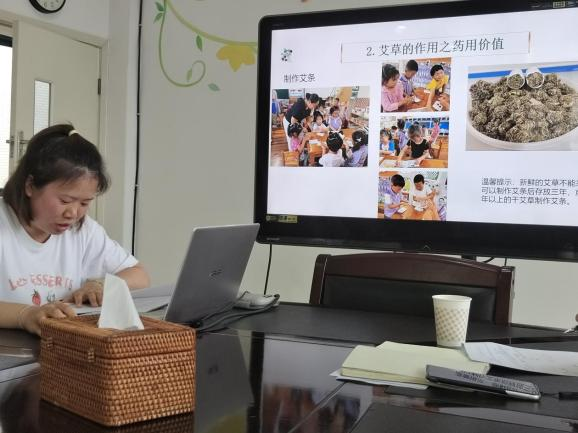 2.艾草的作用之药用价值
制作艾条
温馨提示：新鲜的艾草不能
可以制作艾条后存放三年，
年以上的干艾草制作艾条。